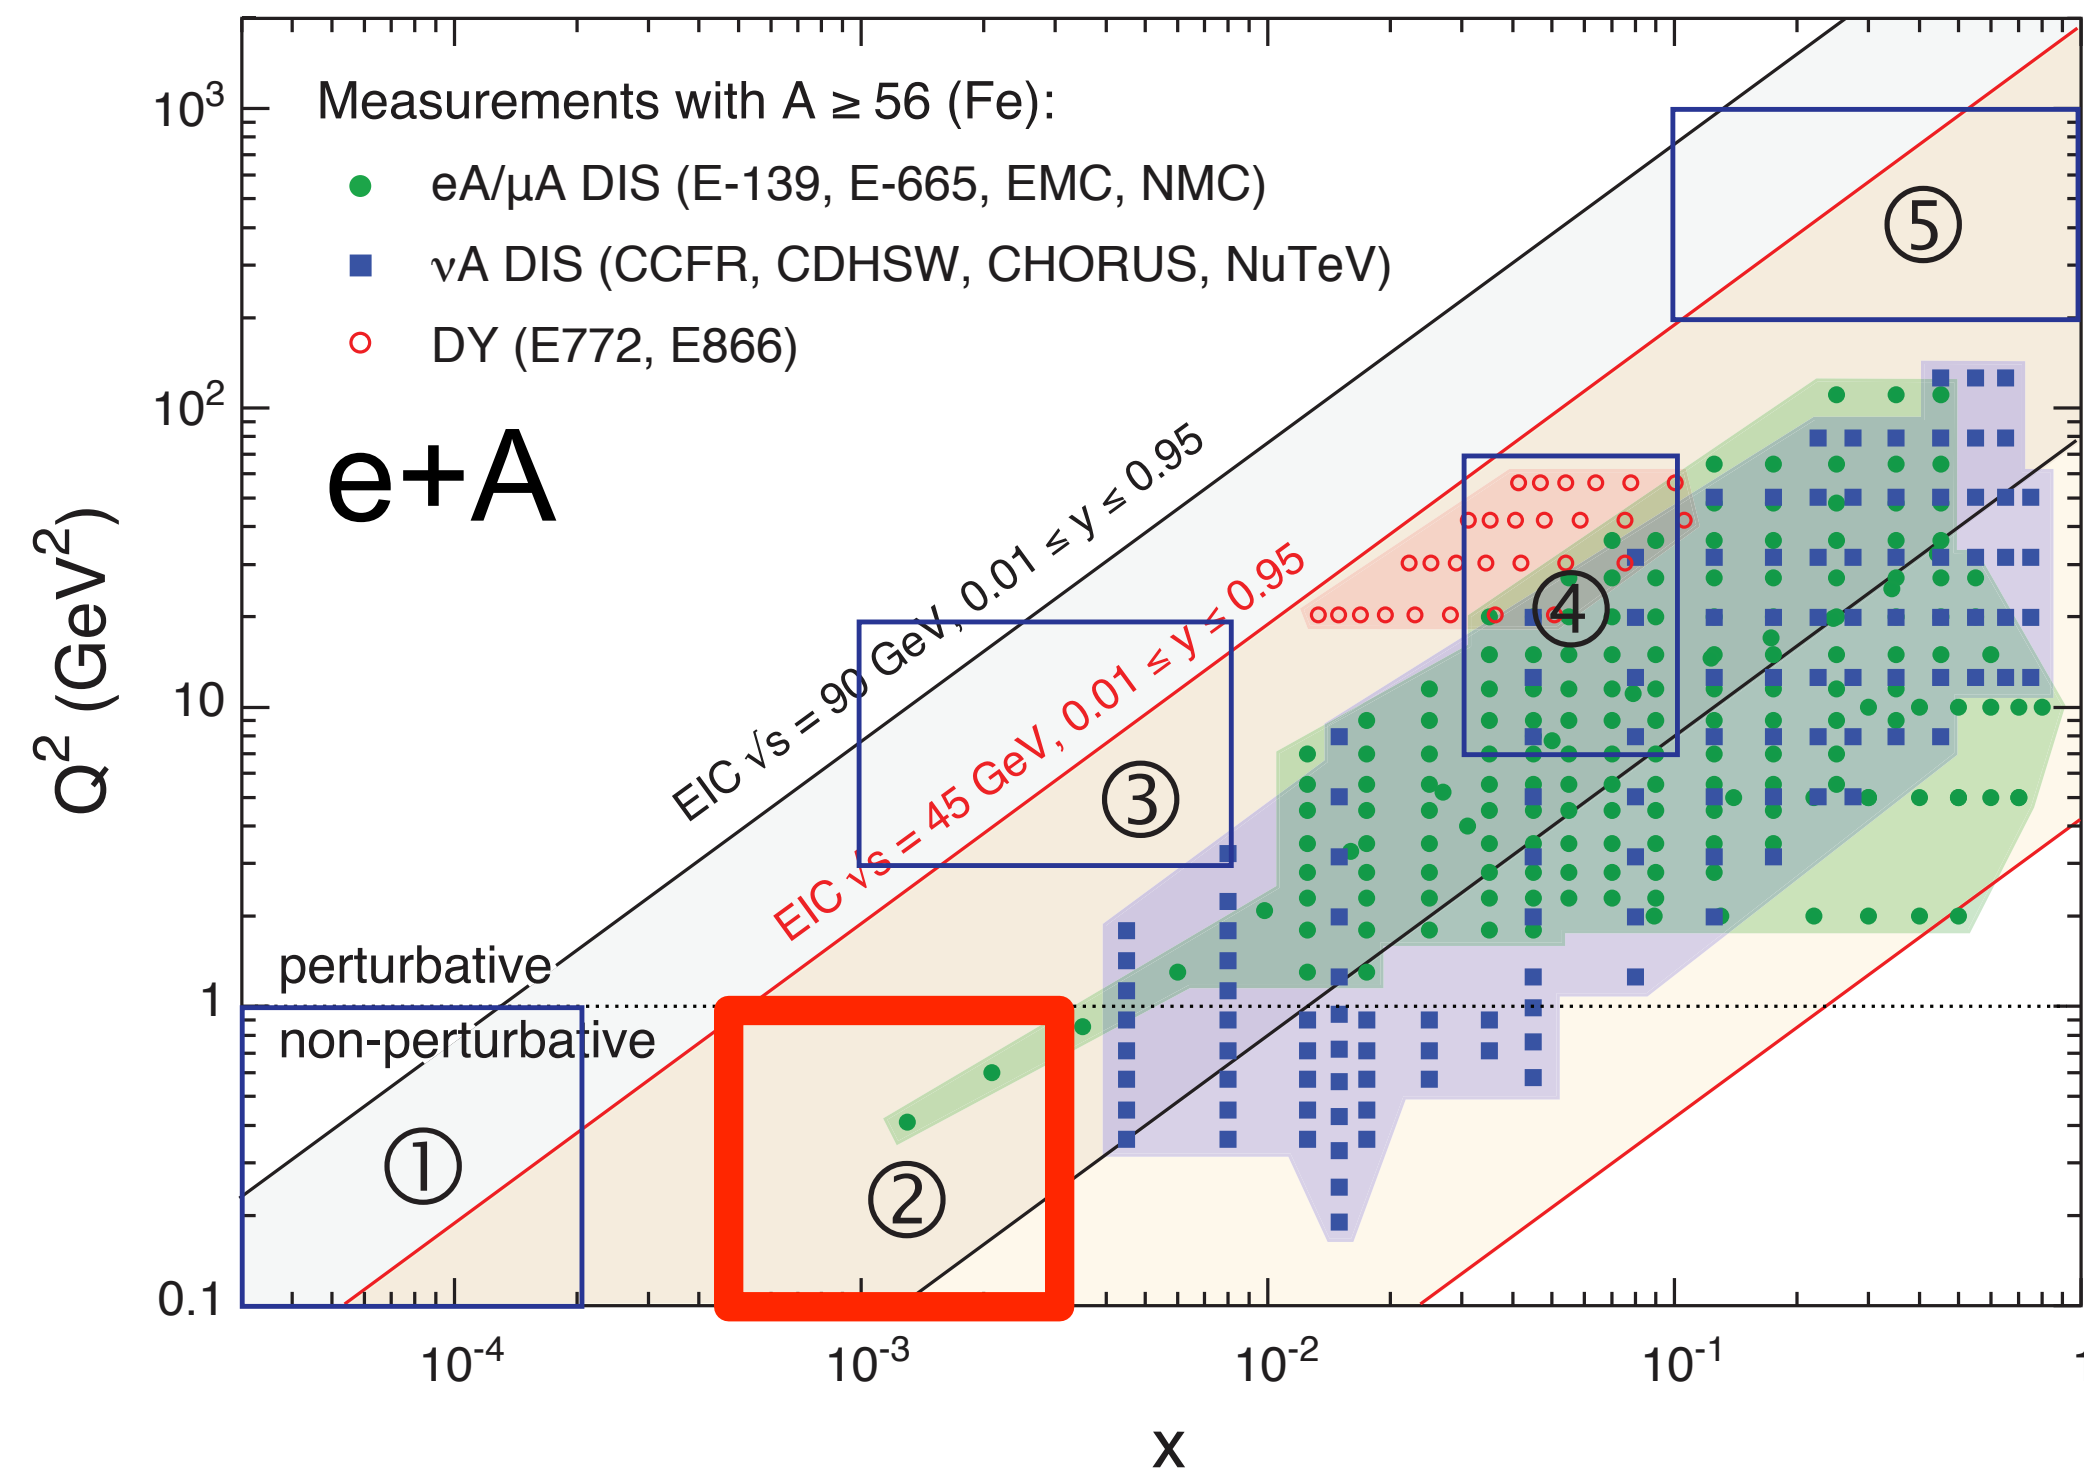 10³
Measurements with A ≥ 56 (Fe):
eA/μA DIS (E-139, E-665, EMC, NMC)
νA DIS (CCFR, CDHSW, CHORUS, NuTeV)
DY (E772, E866)
⑤
10²
e+A
EIC √s = 90 GeV, 0.01 ≤ y ≤ 0.95
EIC √s = 45 GeV, 0.01 ≤ y ≤ 0.95
④
Q² (GeV²)
10
③
perturbative
1
non-perturbative
①
②
0.1
10⁻⁴ 10⁻³ 10⁻² 10⁻¹
x